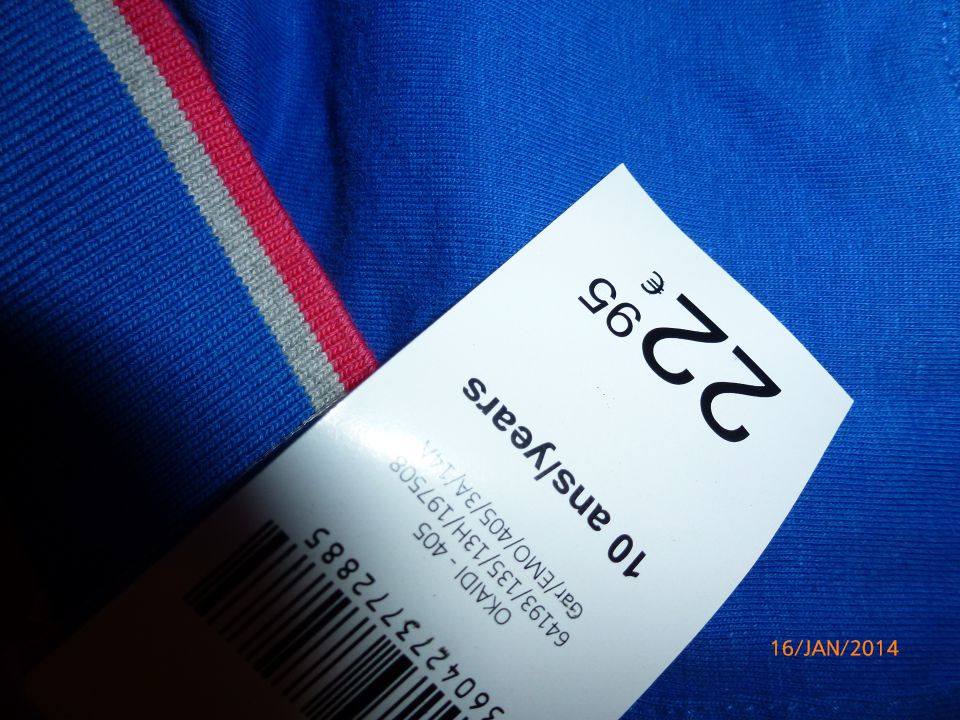 3604273772885
OKAIDI - 405
64193/135/13H/197508
Gar/EMO/405/3A/14A
10 ans/years
22€95
16/JAN/2014